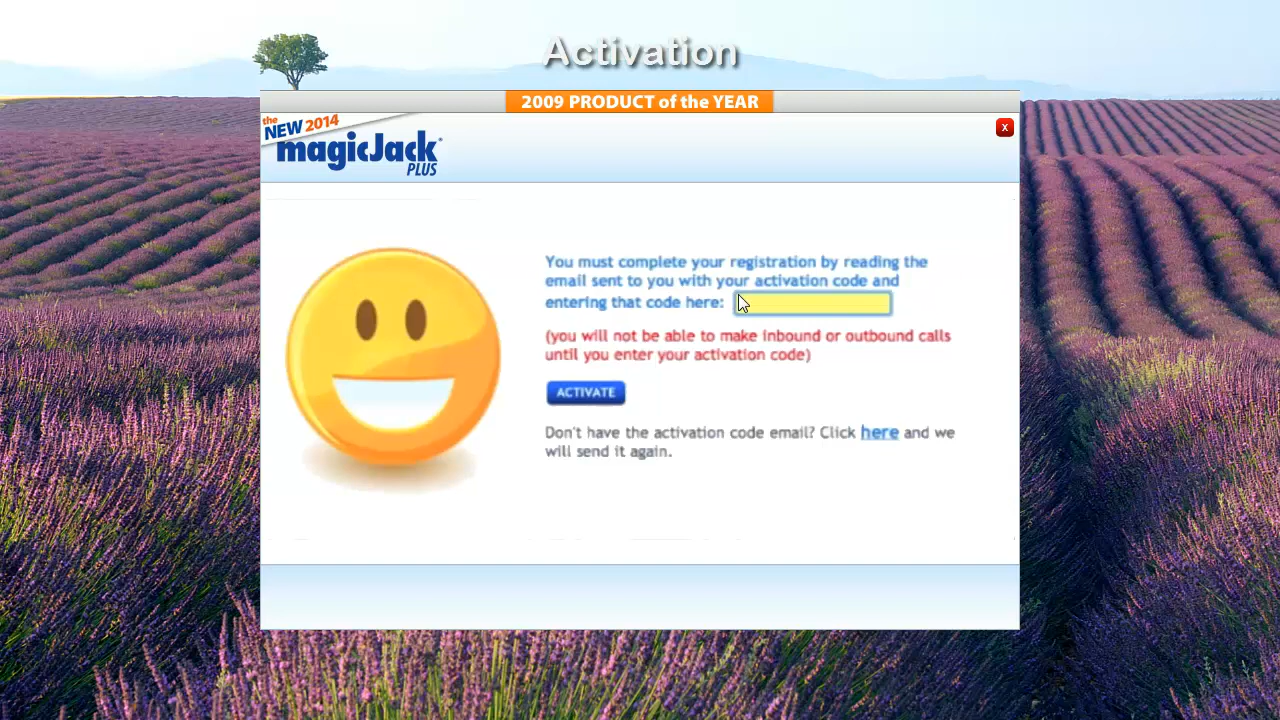 Activation
2009 PRODUCT of the YEAR
the
NEW 2014
magicJack
PLUS
x
You must complete your registration by reading the
email sent to you with your activation code and
entering that code here:
(you will not be able to make inbound or outbound calls
until you enter your activation code)
ACTIVATE
Don't have the activation code email? Click here and we
will send it again.